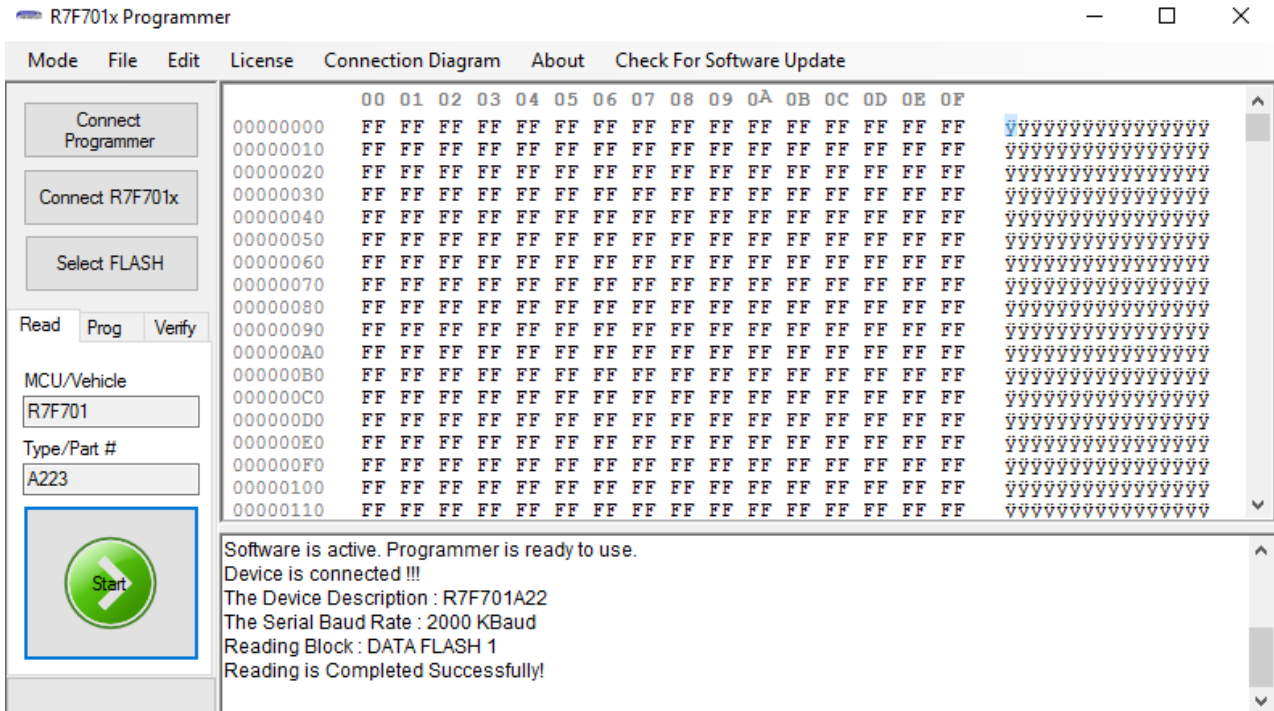 R7F701x Programmer
Mode File Edit License Connection Diagram About Check For Software Update
Connect
Programmer
Connect R7F701x
Select FLASH
Read Prog Verify
MCU/Vehicle
R7F701
Type/Part #
A223
Start
00 01 02 03 04 05 06 07 08 09 0A 0B 0C 0D 0E 0F
00000000 FF FF FF FF FF FF FF FF FF FF FF FF FF FF FF FF ÿÿÿÿÿÿÿÿÿÿÿÿÿÿÿÿ
00000010 FF FF FF FF FF FF FF FF FF FF FF FF FF FF FF FF ÿÿÿÿÿÿÿÿÿÿÿÿÿÿÿÿ
00000020 FF FF FF FF FF FF FF FF FF FF FF FF FF FF FF FF ÿÿÿÿÿÿÿÿÿÿÿÿÿÿÿÿ
00000030 FF FF FF FF FF FF FF FF FF FF FF FF FF FF FF FF ÿÿÿÿÿÿÿÿÿÿÿÿÿÿÿÿ
00000040 FF FF FF FF FF FF FF FF FF FF FF FF FF FF FF FF ÿÿÿÿÿÿÿÿÿÿÿÿÿÿÿÿ
00000050 FF FF FF FF FF FF FF FF FF FF FF FF FF FF FF FF ÿÿÿÿÿÿÿÿÿÿÿÿÿÿÿÿ
00000060 FF FF FF FF FF FF FF FF FF FF FF FF FF FF FF FF ÿÿÿÿÿÿÿÿÿÿÿÿÿÿÿÿ
00000070 FF FF FF FF FF FF FF FF FF FF FF FF FF FF FF FF ÿÿÿÿÿÿÿÿÿÿÿÿÿÿÿÿ
00000080 FF FF FF FF FF FF FF FF FF FF FF FF FF FF FF FF ÿÿÿÿÿÿÿÿÿÿÿÿÿÿÿÿ
00000090 FF FF FF FF FF FF FF FF FF FF FF FF FF FF FF FF ÿÿÿÿÿÿÿÿÿÿÿÿÿÿÿÿ
000000A0 FF FF FF FF FF FF FF FF FF FF FF FF FF FF FF FF ÿÿÿÿÿÿÿÿÿÿÿÿÿÿÿÿ
000000B0 FF FF FF FF FF FF FF FF FF FF FF FF FF FF FF FF ÿÿÿÿÿÿÿÿÿÿÿÿÿÿÿÿ
000000C0 FF FF FF FF FF FF FF FF FF FF FF FF FF FF FF FF ÿÿÿÿÿÿÿÿÿÿÿÿÿÿÿÿ
000000D0 FF FF FF FF FF FF FF FF FF FF FF FF FF FF FF FF ÿÿÿÿÿÿÿÿÿÿÿÿÿÿÿÿ
000000E0 FF FF FF FF FF FF FF FF FF FF FF FF FF FF FF FF ÿÿÿÿÿÿÿÿÿÿÿÿÿÿÿÿ
000000F0 FF FF FF FF FF FF FF FF FF FF FF FF FF FF FF FF ÿÿÿÿÿÿÿÿÿÿÿÿÿÿÿÿ
00000100 FF FF FF FF FF FF FF FF FF FF FF FF FF FF FF FF ÿÿÿÿÿÿÿÿÿÿÿÿÿÿÿÿ
00000110 FF FF FF FF FF FF FF FF FF FF FF FF FF FF FF FF ÿÿÿÿÿÿÿÿÿÿÿÿÿÿÿÿ
Software is active. Programmer is ready to use.
Device is connected !!!
The Device Description : R7F701A22
The Serial Baud Rate : 2000 KBaud
Reading Block : DATA FLASH 1
Reading is Completed Successfully!